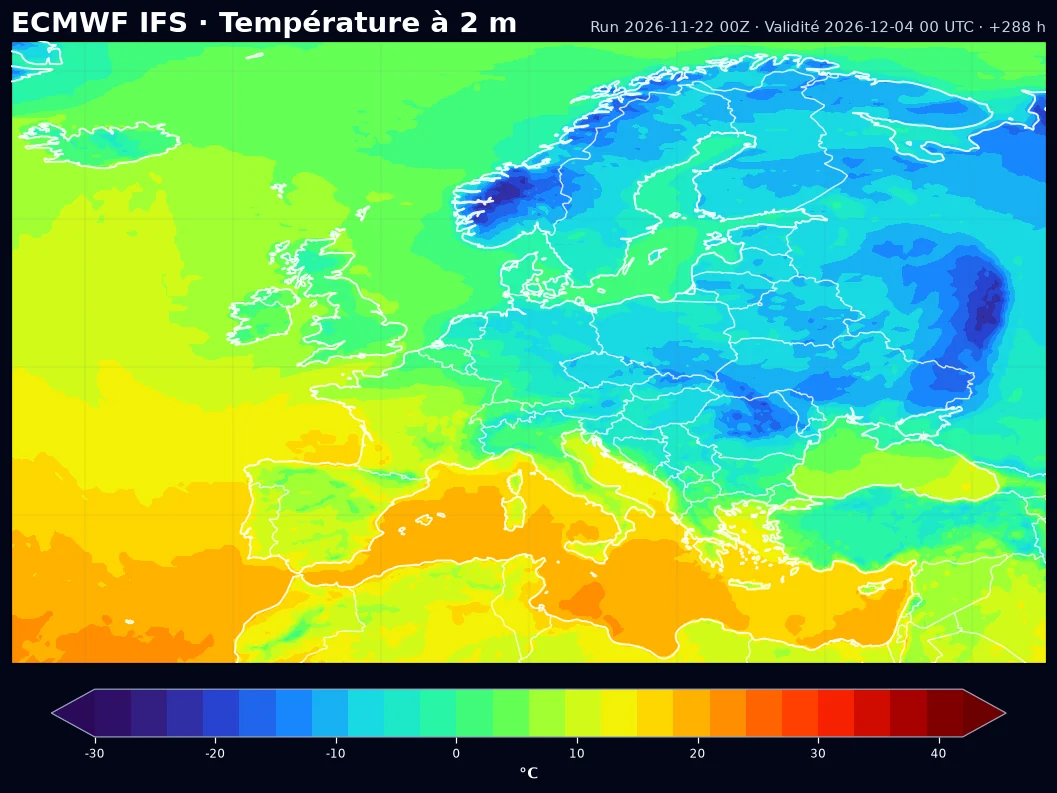 ECMWF IFS · Température à 2 m
Run 2026-11-22 00Z · Validité 2026-12-04 00 UTC · +288 h
-30 -20 -10 0 10 20 30 40
°C